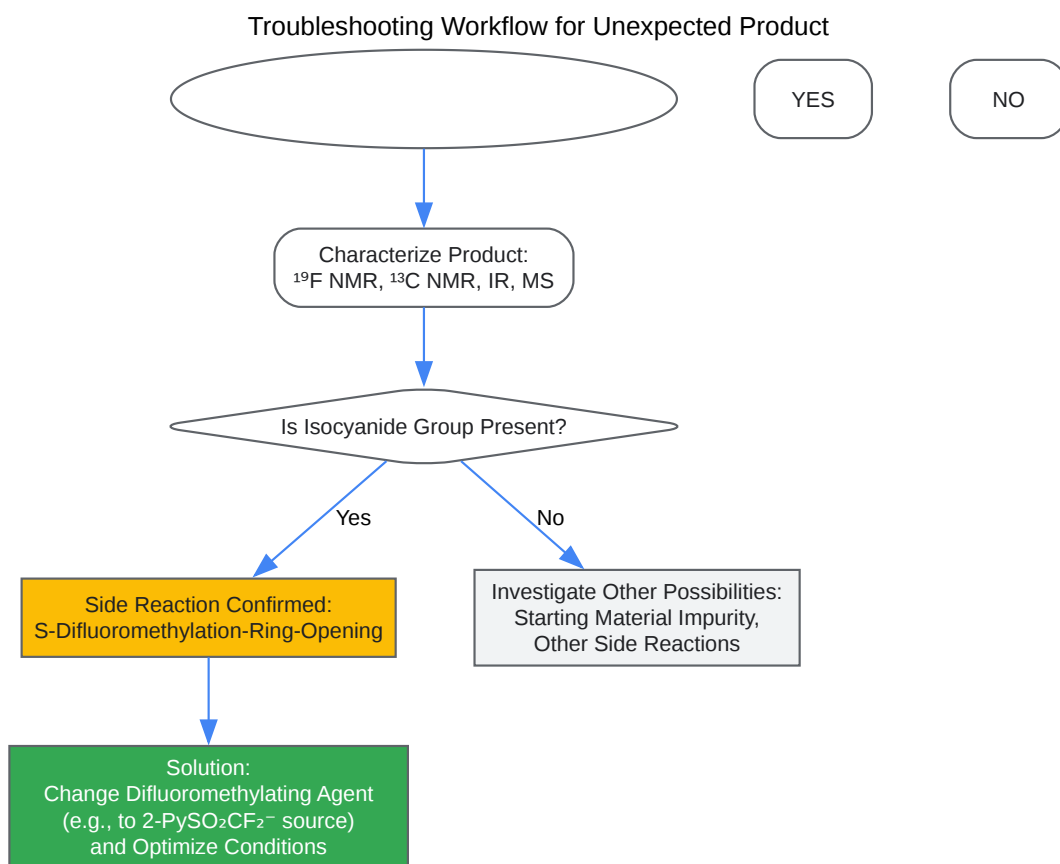 Troubleshooting Workflow for Unexpected Product
YES
NO
Characterize Product:
¹⁹F NMR, ¹³C NMR, IR, MS
Is Isocyanide Group Present?
Yes
No
Side Reaction Confirmed:
S-Difluoromethylation-Ring-Opening
Investigate Other Possibilities:
Starting Material Impurity,
Other Side Reactions
Solution:
Change Difluoromethylating Agent
(e.g., to 2-PySO₂CF₂⁻ source)
and Optimize Conditions